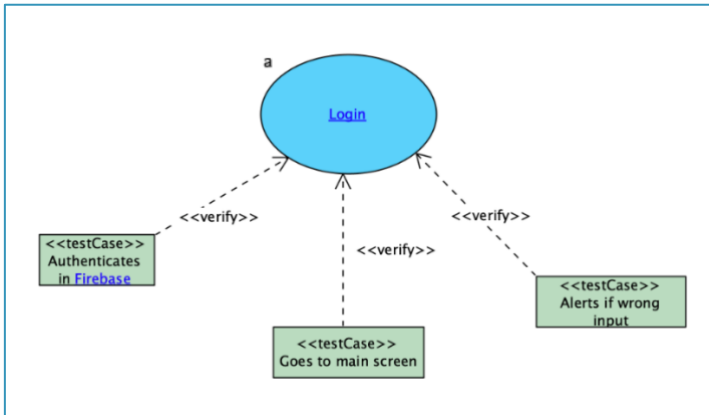 a
Login
<<verify>>
<<verify>>
<<verify>>
<<testCase>>
Authenticates
in Firebase
<<testCase>>
Alerts if wrong
input
<<testCase>>
Goes to main screen